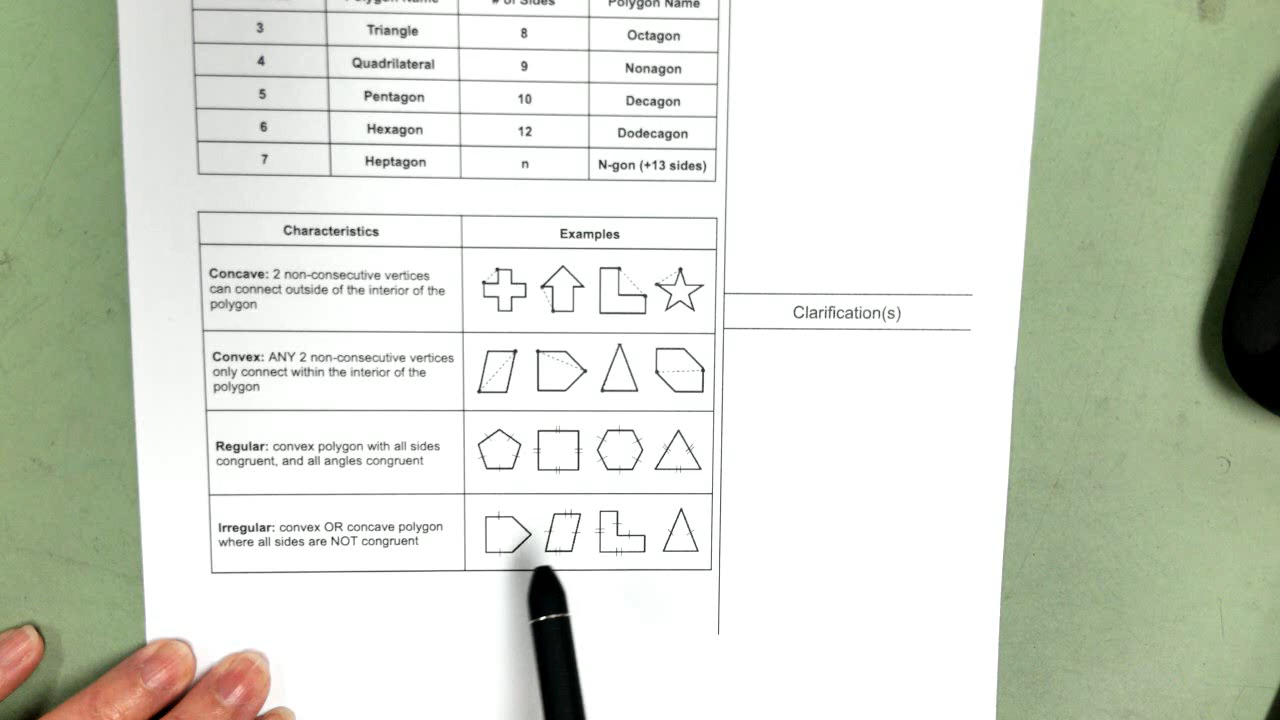 Polygon Name # of Sides Polygon Name
3 Triangle 8 Octagon
4 Quadrilateral 9 Nonagon
5 Pentagon 10 Decagon
6 Hexagon 12 Dodecagon
7 Heptagon n N-gon (+13 sides)
Characteristics Examples
Concave: 2 non-consecutive vertices
can connect outside of the interior of the
polygon
Convex: ANY 2 non-consecutive vertices
only connect within the interior of the
polygon
Regular: convex polygon with all sides
congruent, and all angles congruent
Irregular: convex OR concave polygon
where all sides are NOT congruent
Clarification(s)